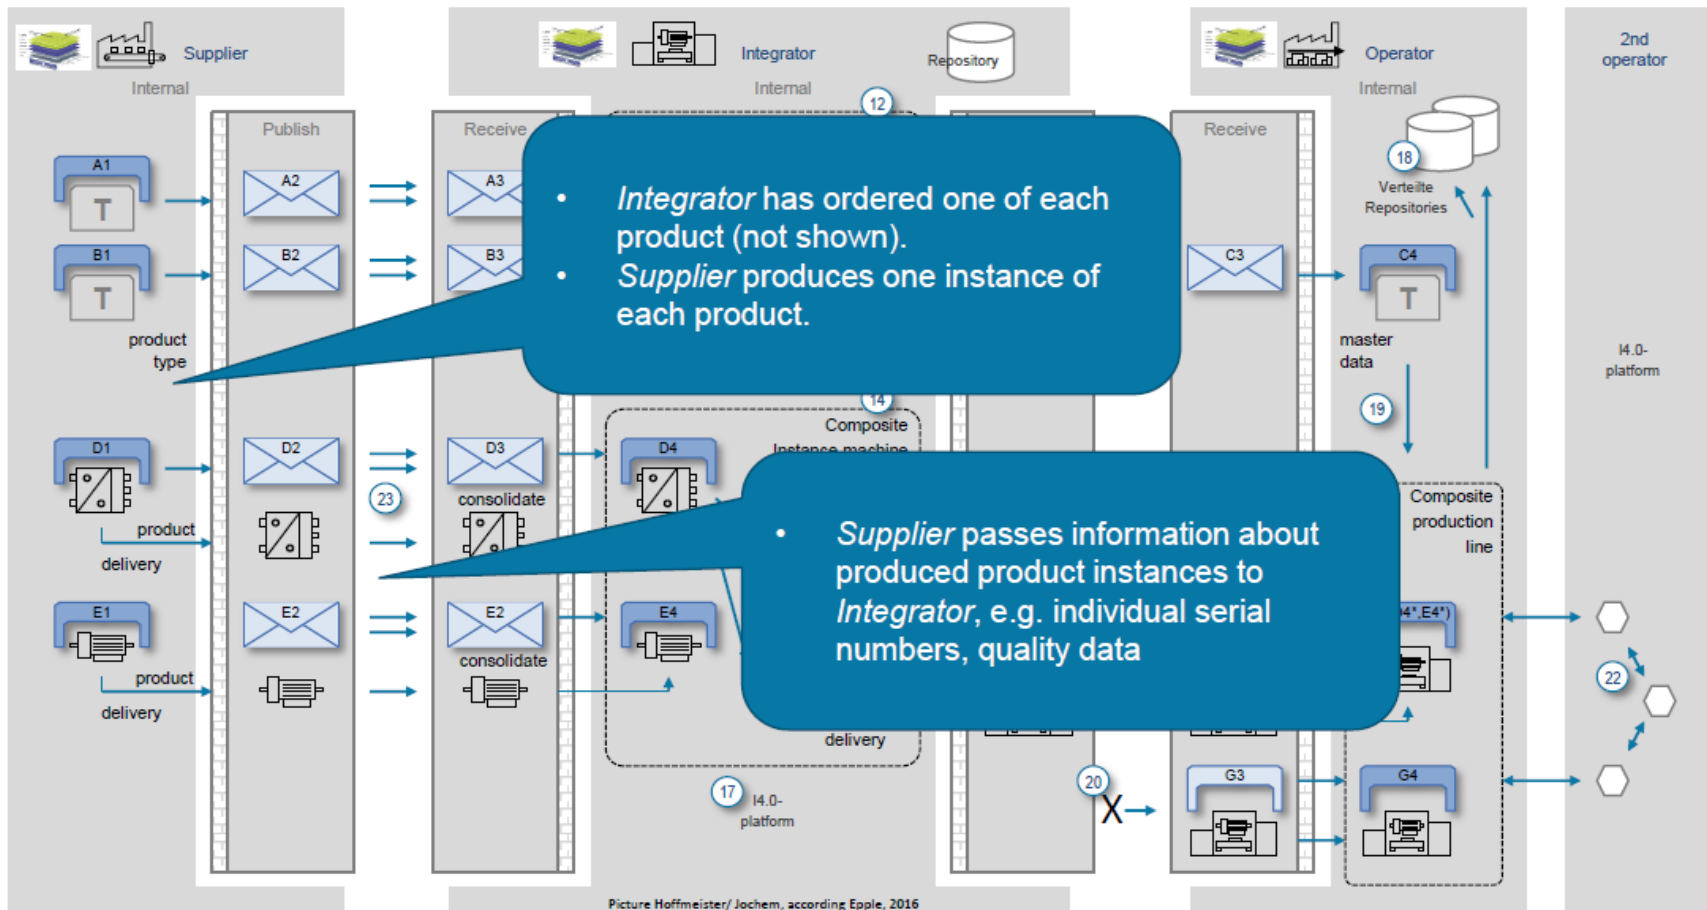 Supplier
Internal
Integrator
Internal
Repository
Operator
Internal
2nd
operator
Publish
Receive
Receive
12
18
Verteilte
Repositories
A1
T
A2
A3
B1
T
B2
B3
C3
C4
T
product
type
master
data
I4.0-
platform
• Integrator has ordered one of each
product (not shown).
• Supplier produces one instance of
each product.
14
19
Composite
Instance machine
D1
D2
D3
D4
23
consolidate
product
delivery
Composite
production
line
• Supplier passes information about
produced product instances to
Integrator, e.g. individual serial
numbers, quality data
E1
E2
E2
E4
4*,E4*)
consolidate
product
delivery
22
delivery
17
I4.0-
platform
20
X
G3
G4
Picture Hoffmeister/ Jochem, according Epple, 2016